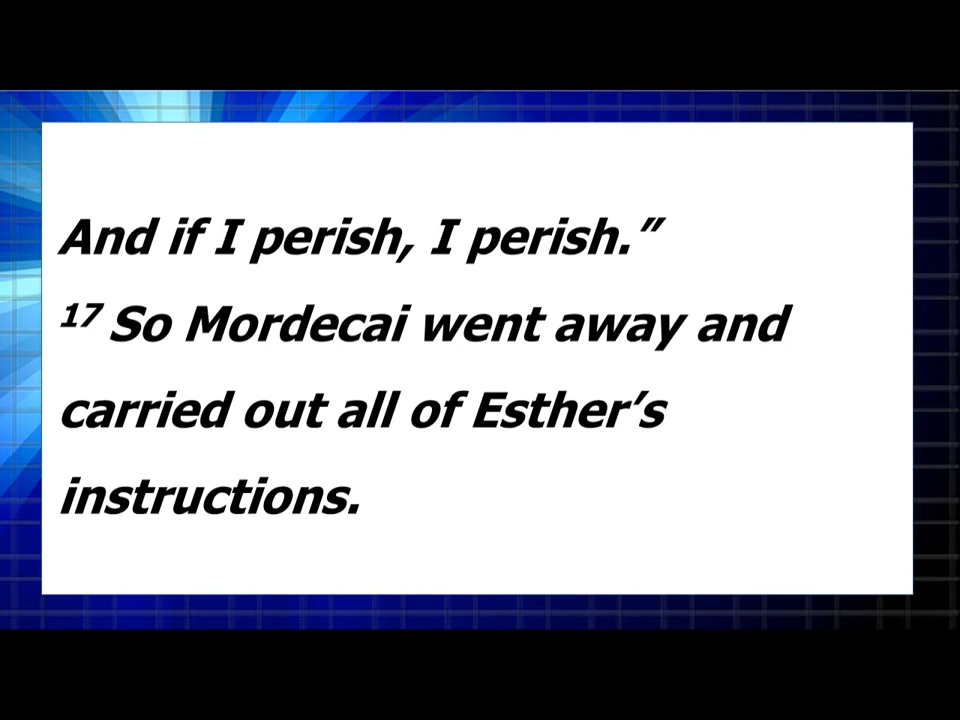 And if I perish, I perish.”
17 So Mordecai went away and
carried out all of Esther’s
instructions.